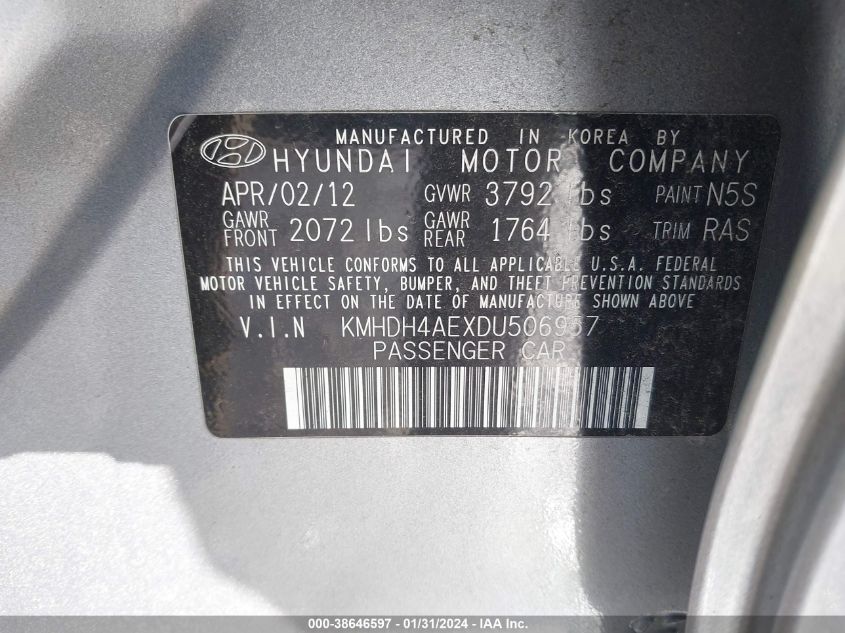 MANUFACTURED IN KOREA BY
HYUNDAI MOTOR COMPANY
APR/02/12 GVWR 3792 lbs PAINT N5S
GAWR FRONT 2072 lbs GAWR REAR 1764 lbs TRIM RAS
THIS VEHICLE CONFORMS TO ALL APPLICABLE U.S.A. FEDERAL
MOTOR VEHICLE SAFETY, BUMPER, AND THEFT PREVENTION STANDARDS
IN EFFECT ON THE DATE OF MANUFACTURE SHOWN ABOVE
V.I.N KMHDH4AEXDU506957
PASSENGER CAR
000-38646597 - 01/31/2024 - IAA Inc.